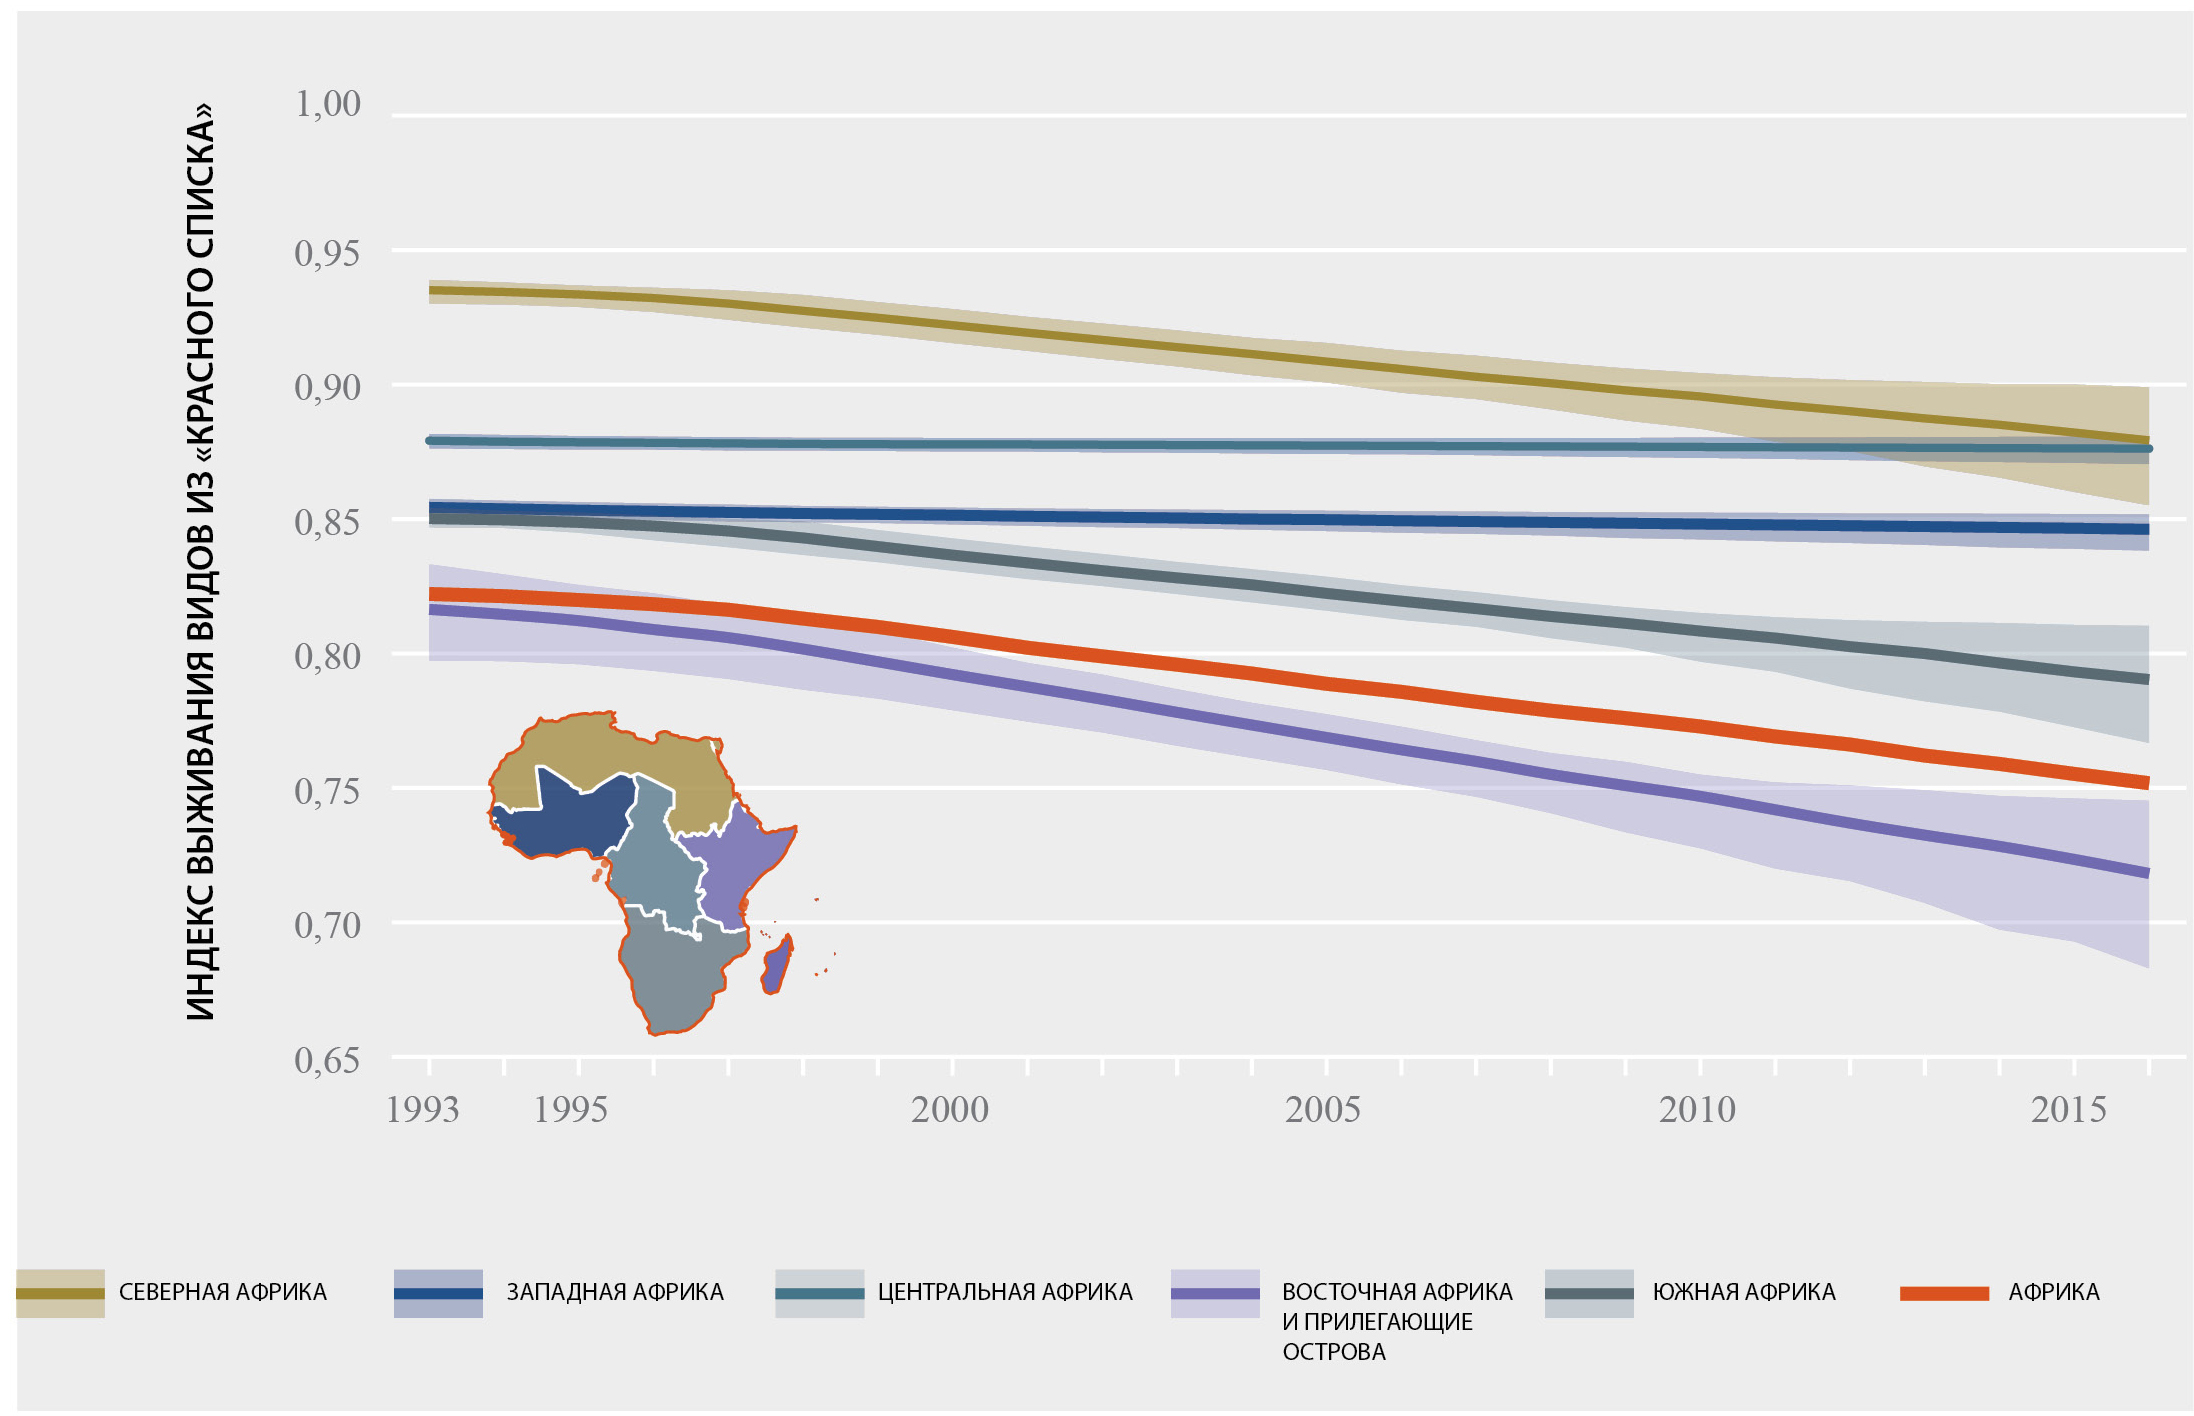 ИНДЕКС ВЫЖИВАНИЯ ВИДОВ ИЗ «КРАСНОГО СПИСКА»
1,00
0,95
0,90
0,85
0,80
0,75
0,70
0,65
1993 1995 2000 2005 2010 2015
СЕВЕРНАЯ АФРИКА
ЗАПАДНАЯ АФРИКА
ЦЕНТРАЛЬНАЯ АФРИКА
ВОСТОЧНАЯ АФРИКА
И ПРИЛЕГАЮЩИЕ
ОСТРОВА
ЮЖНАЯ АФРИКА
АФРИКА